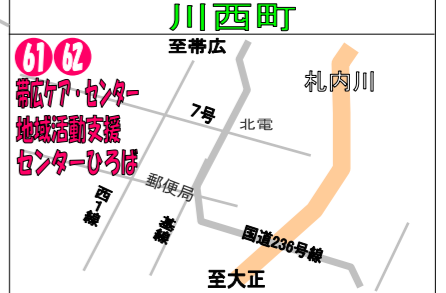 川西町
至帯広
61 62
帯広ケア・センター
地域活動支援
センターひろば
札内川
7号
北電
郵便局
西1線
基線
国道236号線
至大正